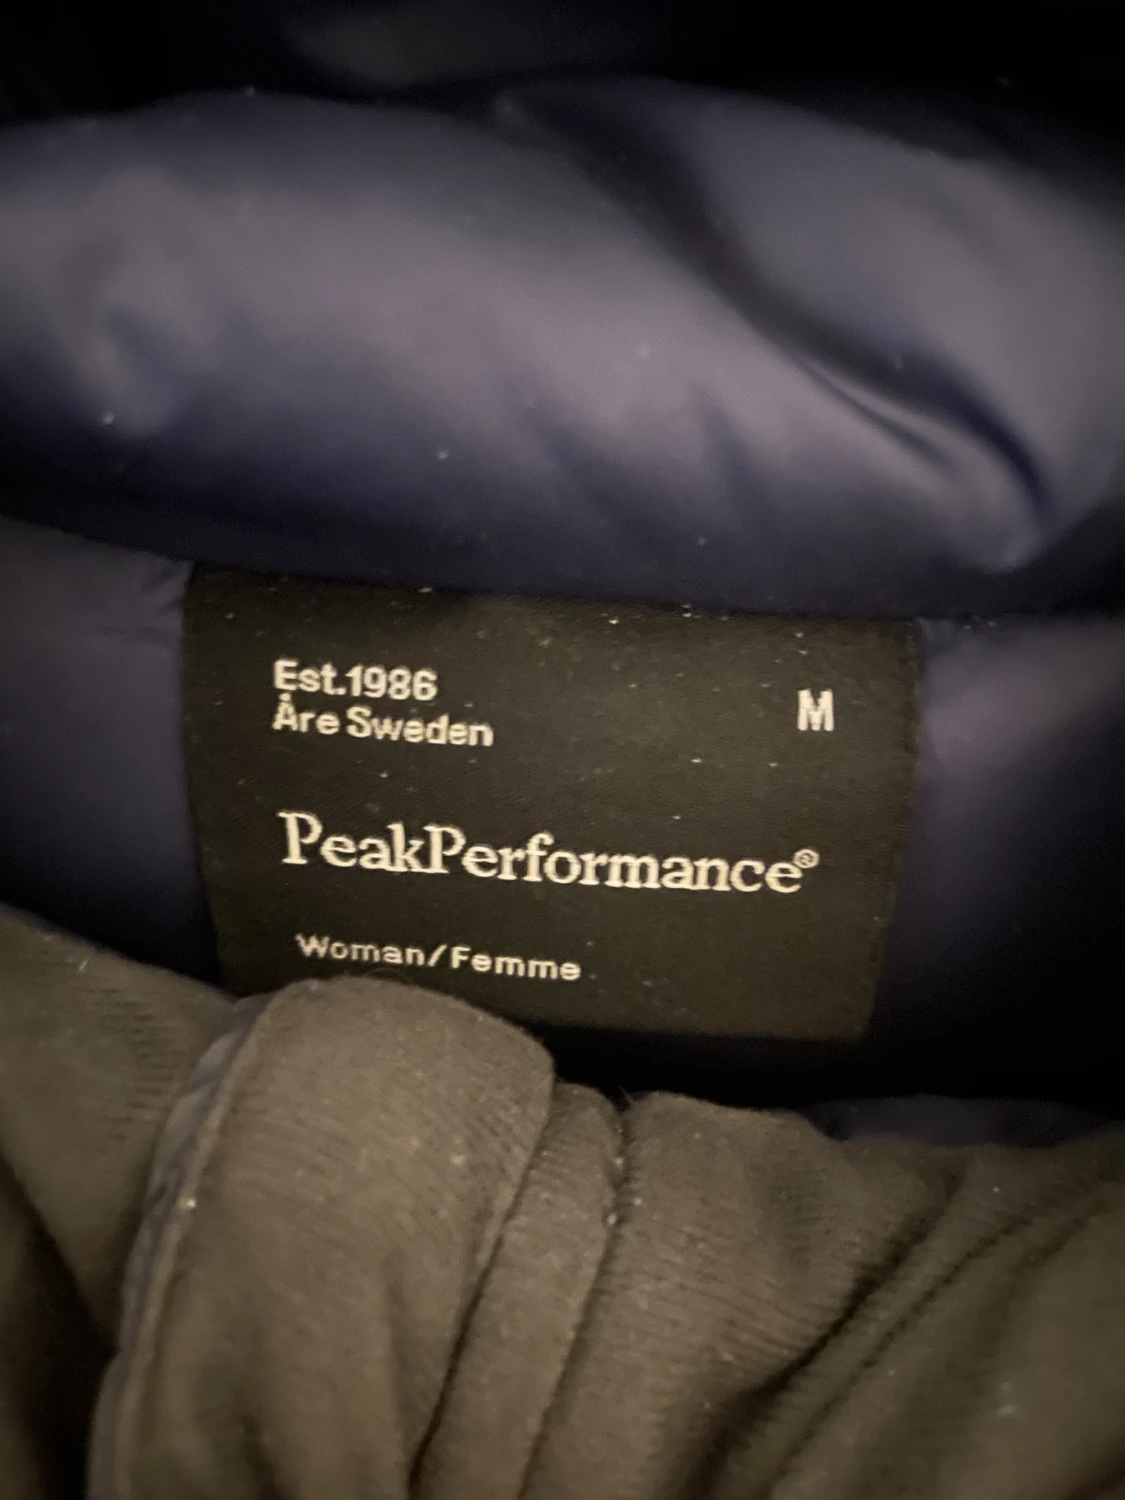 Est.1986
Åre Sweden
M
PeakPerformance®
Woman/Femme